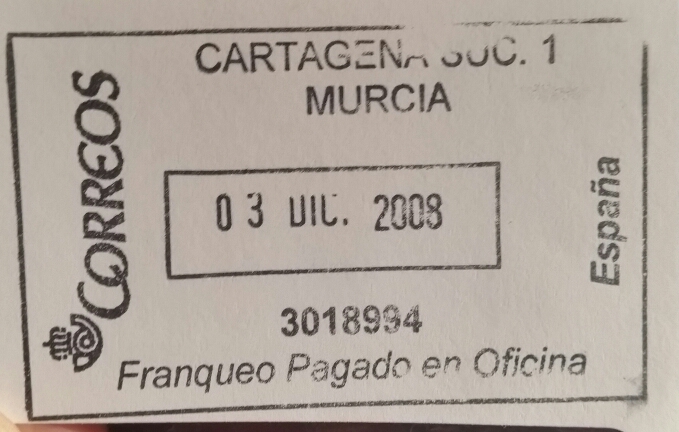 CARTAGENA SUC. 1
MURCIA
CORREOS
03 DIC. 2008
España
3018994
Franqueo Pagado en Oficina